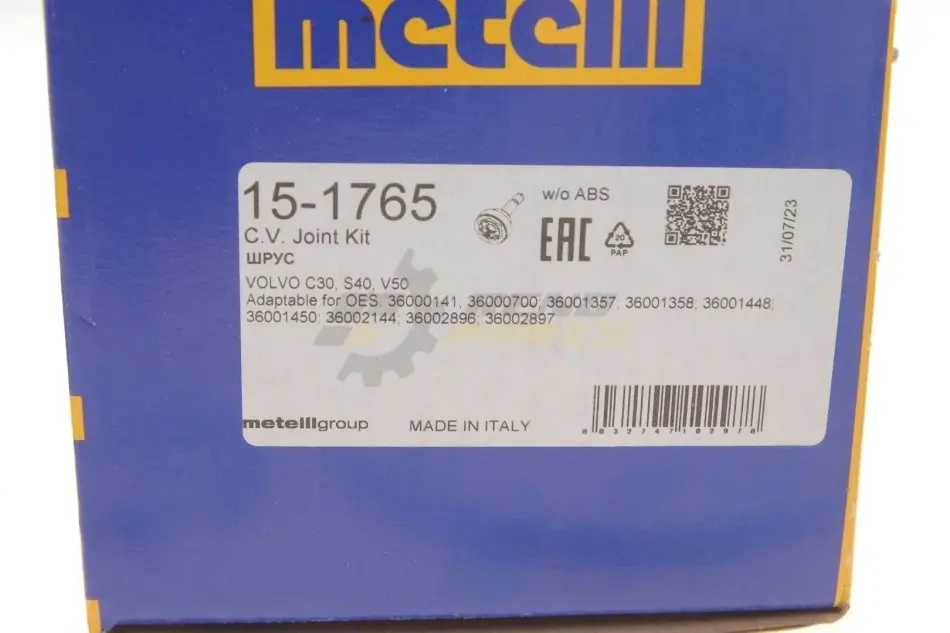 metelli
15-1765
w/o ABS
C.V. Joint Kit
EAC
20
PAP
31/07/23
ШРУС
VOLVO C30, S40, V50
Adaptable for OES: 36000141; 36000700; 36001357; 36001358; 36001448;
36001450; 36002144; 36002896; 36002897
PARTS
metelligroup
MADE IN ITALY